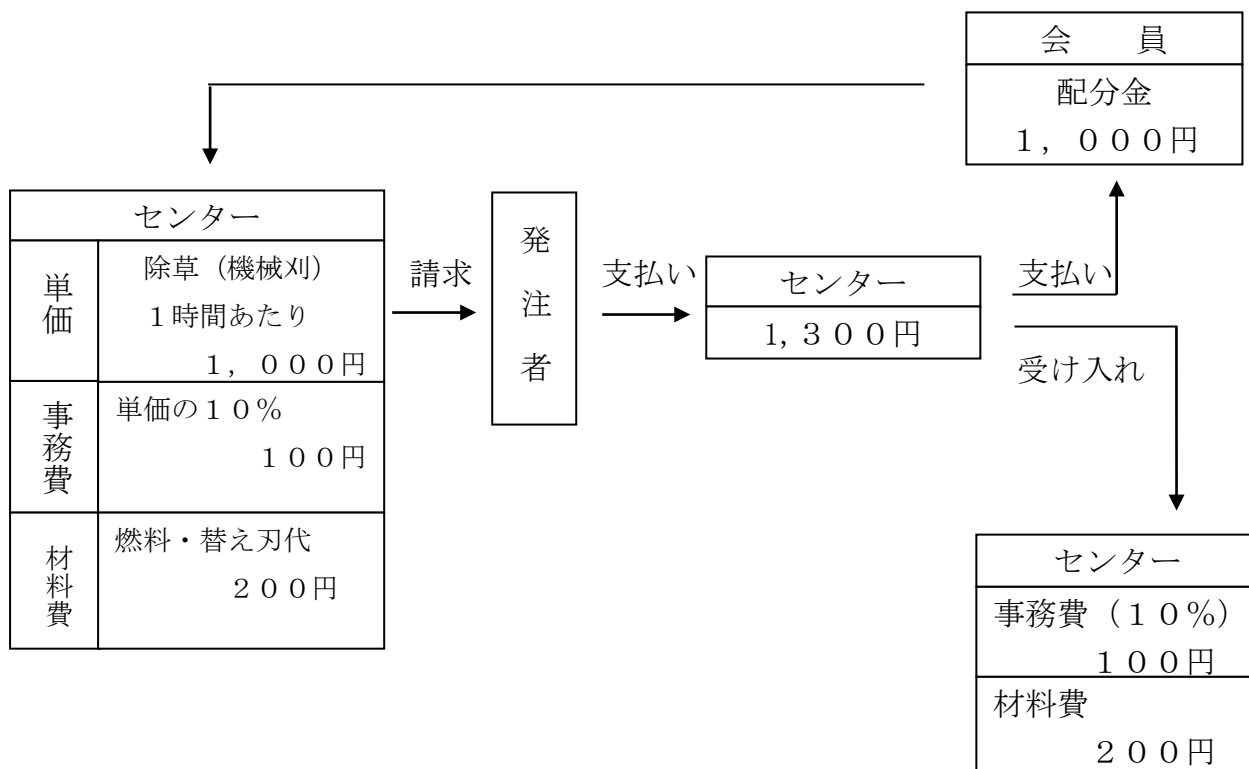 会　　員
配分金
１，０００円
センター
単価
除草（機械刈）
１時間あたり
１，０００円
事務費
単価の１０％
１００円
材料費
燃料・替え刃代
２００円
請求
発注者
支払い
センター
1,３００円
支払い
受け入れ
センター
事務費（１０％）
１００円
材料費
２００円